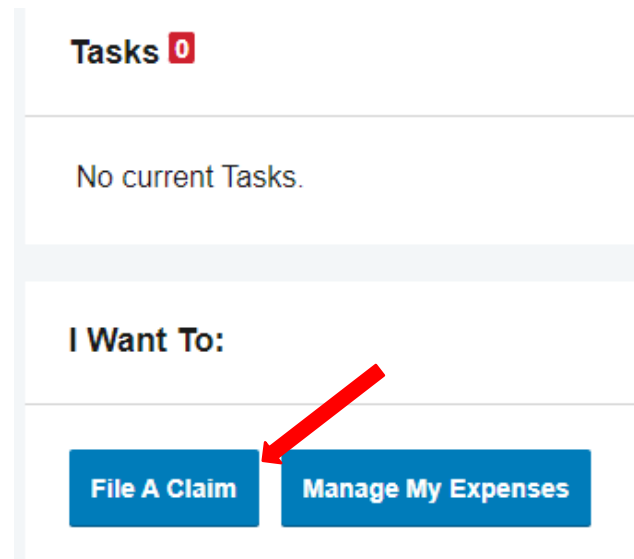 Tasks 0
No current Tasks.
I Want To:
File A Claim Manage My Expenses